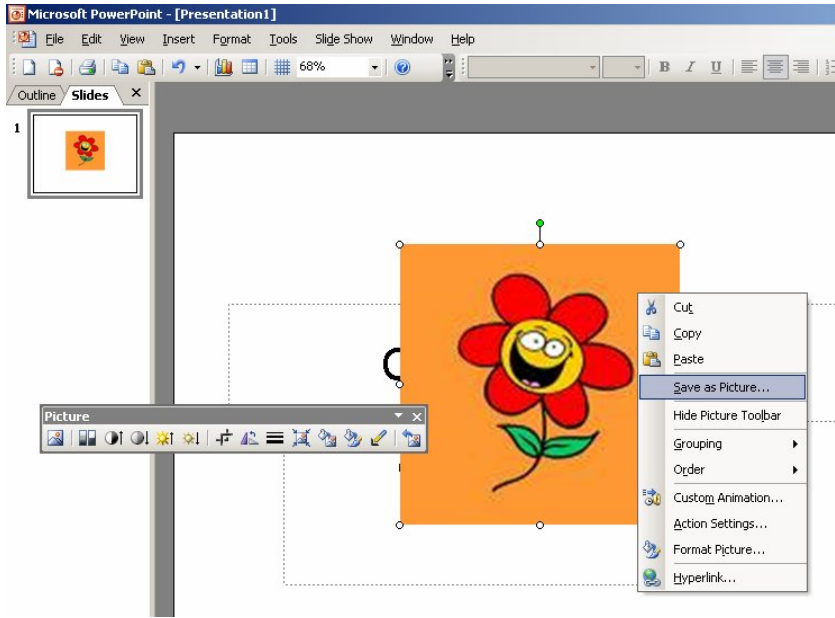 Microsoft PowerPoint - [Presentation1]
File Edit View Insert Format Tools Slide Show Window Help
68% B I U
Outline Slides
1
Cut
Copy
Paste
Save as Picture...
Hide Picture Toolbar
Grouping
Order
Custom Animation...
Action Settings...
Format Picture...
Hyperlink...
Picture